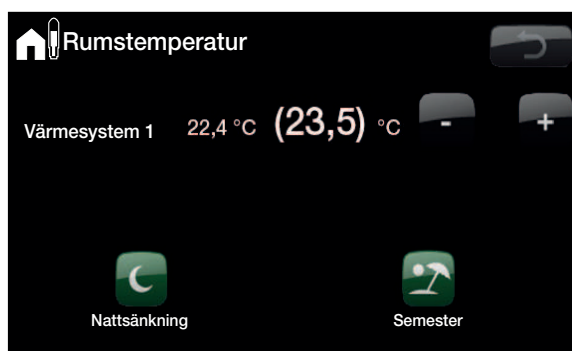 Rumstemperatur
Värmesystem 1 22,4 °C (23,5) °C - +
Nattsänkning Semester